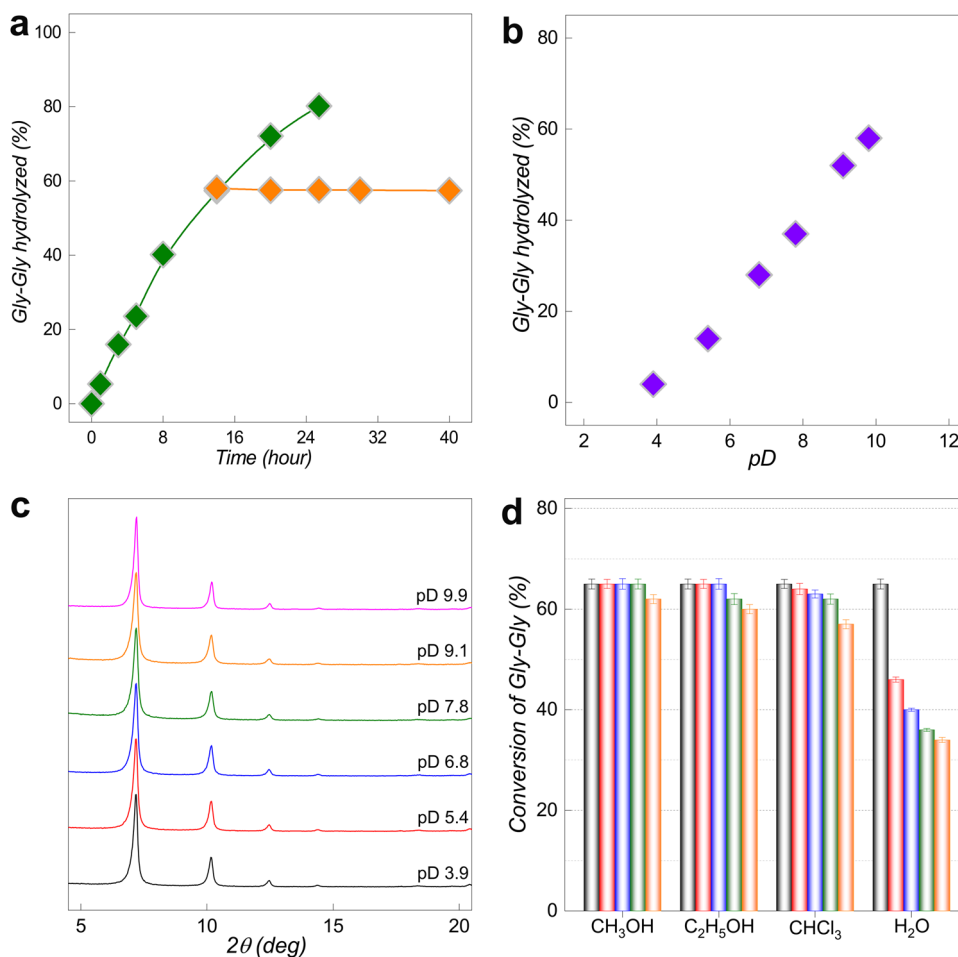 a
100
80
60
40
20
0
Gly-Gly hydrolyzed (%)
0 8 16 24 32 40
Time (hour)
b
80
60
40
20
0
Gly-Gly hydrolyzed (%)
2 4 6 8 10 12
pD
c
pD 9.9
pD 9.1
pD 7.8
pD 6.8
pD 5.4
pD 3.9
5 10 15 20
2θ (deg)
d
80
60
40
20
0
Conversion of Gly-Gly (%)
CH₃OH C₂H₅OH CHCl₃ H₂O